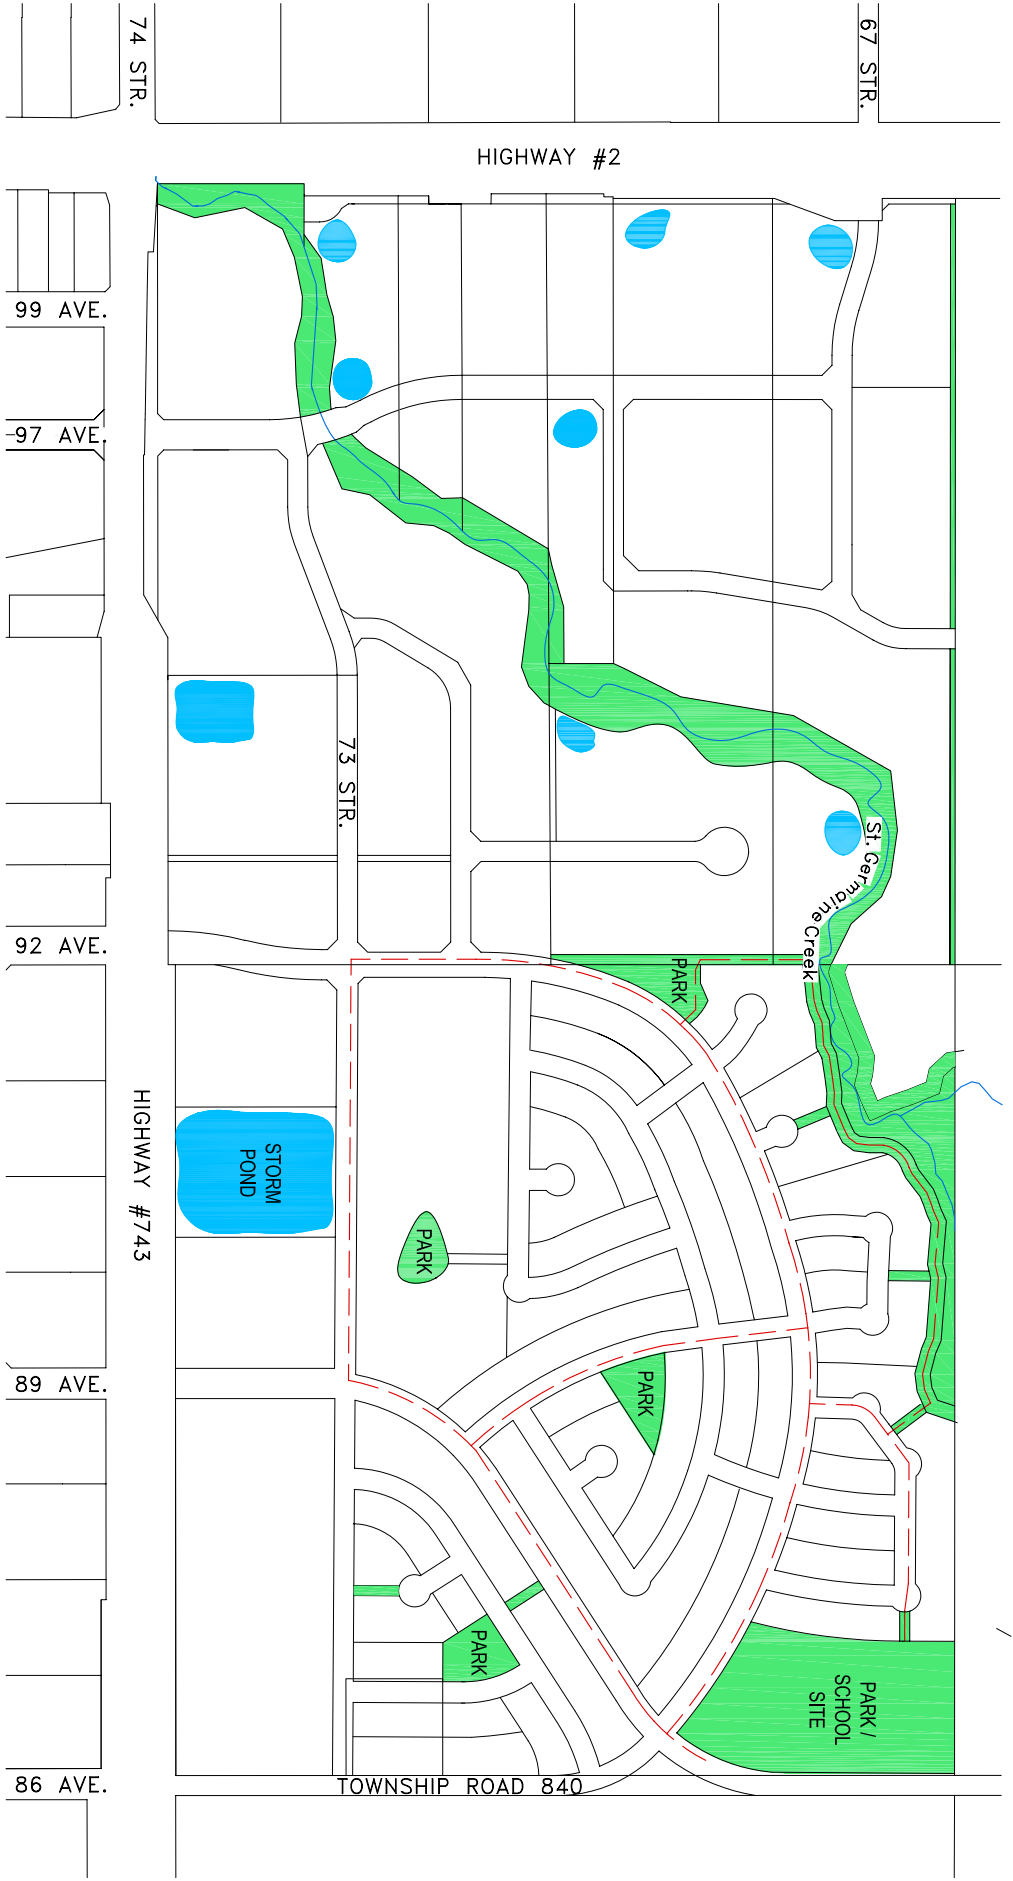 74 STR.
67 STR.
HIGHWAY #2
99 AVE.
97 AVE.
73 STR.
St. Germaine Creek
92 AVE.
PARK
HIGHWAY #743
STORM
POND
PARK
89 AVE.
PARK
PARK
PARK /
SCHOOL
SITE
86 AVE.
TOWNSHIP ROAD 840